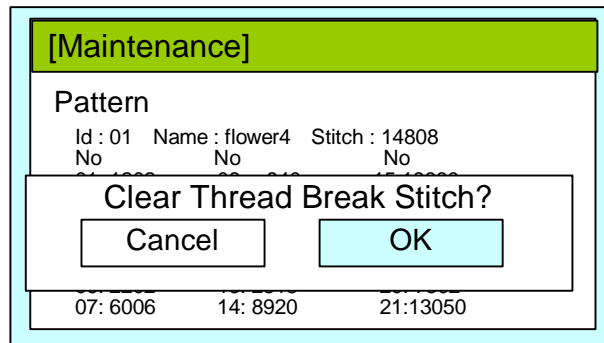 [Maintenance]
Pattern
Id : 01 Name : flower4 Stitch : 14808
No No No
Clear Thread Break Stitch?
Cancel OK
07: 6006 14: 8920 21:13050